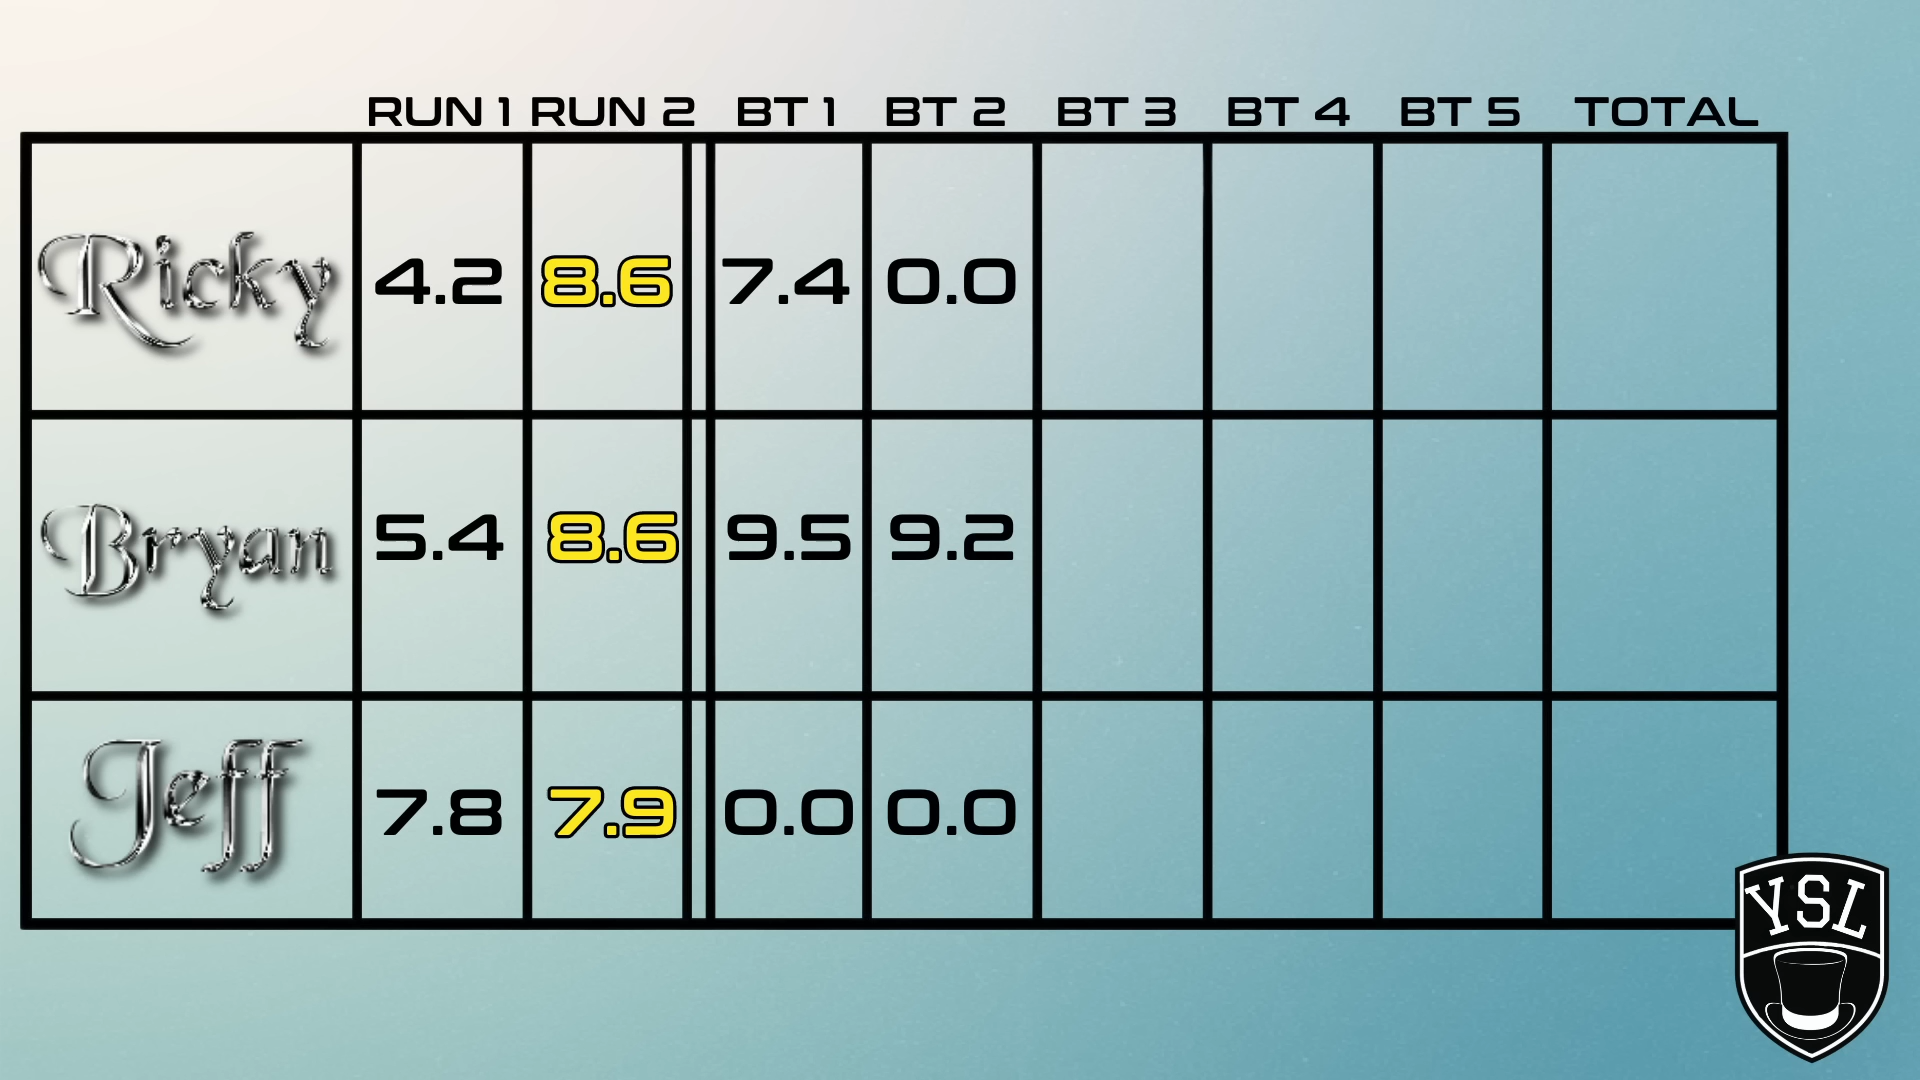 RUN 1 RUN 2 BT 1 BT 2 BT 3 BT 4 BT 5 TOTAL
Ricky 4.2 8.6 7.4 0.0
Bryan 5.4 8.6 9.5 9.2
Jeff 7.8 7.9 0.0 0.0
YSL